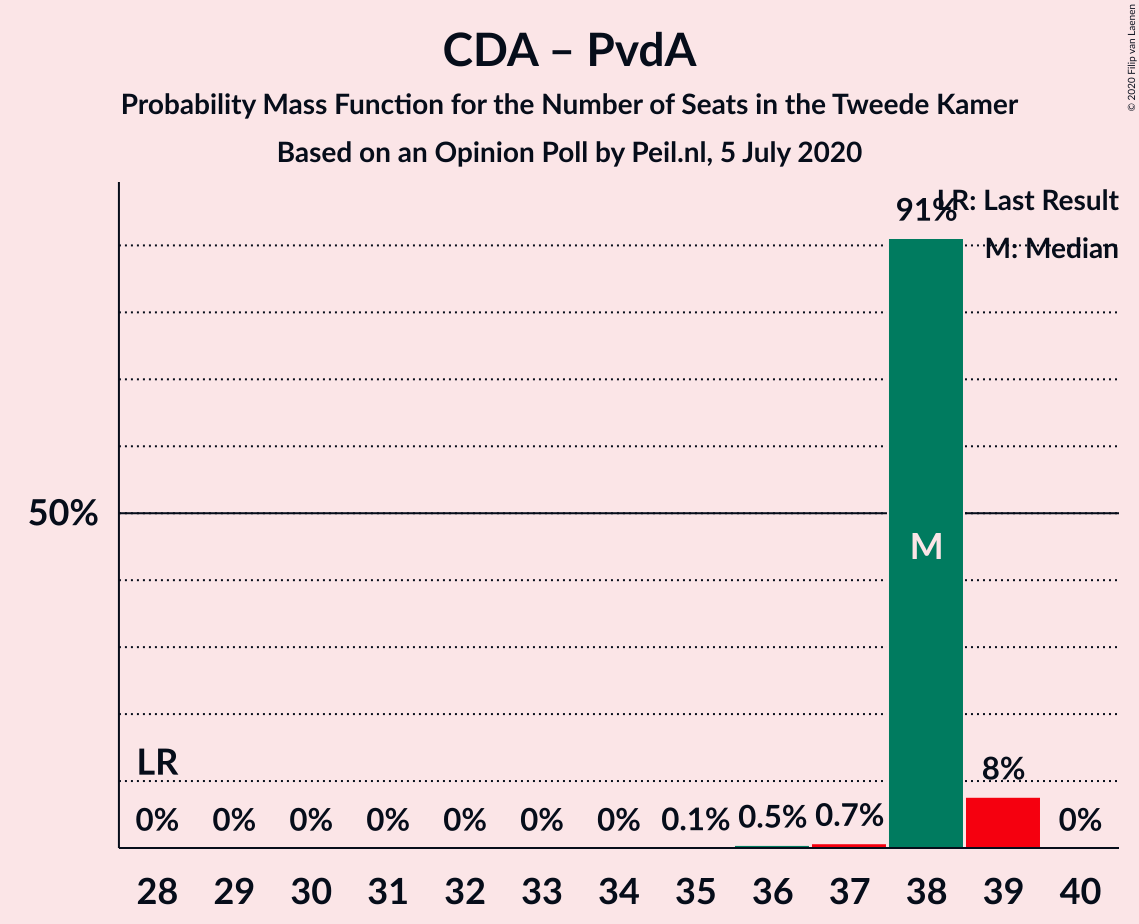 CDA – PvdA
Probability Mass Function for the Number of Seats in the Tweede Kamer
Based on an Opinion Poll by Peil.nl, 5 July 2020
© 2020 Filip van Laenen
LR: Last Result
M: Median
91%
50%
M
LR
8%
0% 0% 0% 0% 0% 0% 0% 0.1% 0.5% 0.7% 0%
28 29 30 31 32 33 34 35 36 37 38 39 40